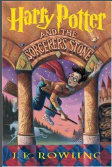 Harry Potter
AND THE
SORCERER'S STONE
J. K. ROWLING